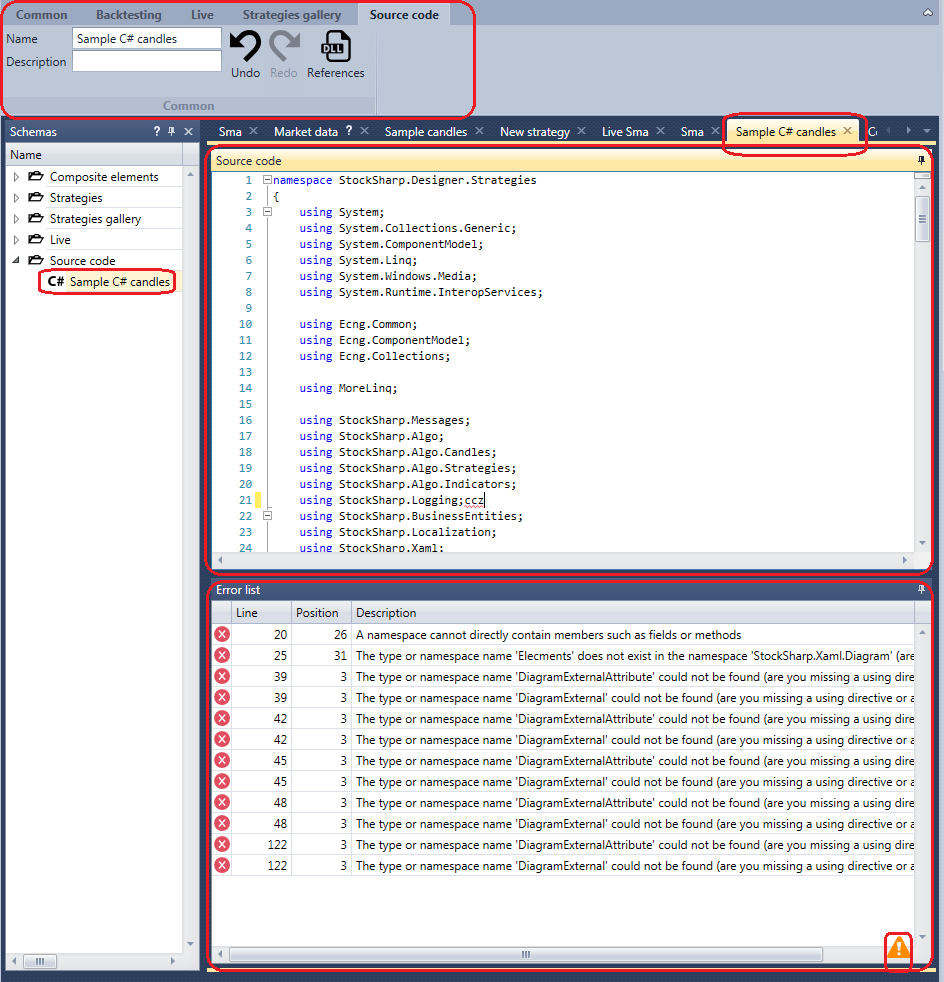 Common Backtesting Live Strategies gallery Source code
Name Sample C# candles
Description
Undo Redo References
DLL
Common
Schemas ?
Name
Composite elements
Strategies
Strategies gallery
Live
Source code
C# Sample C# candles
Sma Market data ? Sample candles New strategy Live Sma Sma Sample C# candles
Source code
1 namespace StockSharp.Designer.Strategies
2 {
3 using System;
4 using System.Collections.Generic;
5 using System.ComponentModel;
6 using System.Linq;
7 using System.Windows.Media;
8 using System.Runtime.InteropServices;
9
10 using Ecng.Common;
11 using Ecng.ComponentModel;
12 using Ecng.Collections;
13
14 using MoreLinq;
15
16 using StockSharp.Messages;
17 using StockSharp.Algo;
18 using StockSharp.Algo.Candles;
19 using StockSharp.Algo.Strategies;
20 using StockSharp.Algo.Indicators;
21 using StockSharp.Logging;ccz
22 using StockSharp.BusinessEntities;
23 using StockSharp.Localization;
24 using StockSharp.Xaml;
Error list
Line Position Description
20 26 A namespace cannot directly contain members such as fields or methods
25 31 The type or namespace name 'Elecments' does not exist in the namespace 'StockSharp.Xaml.Diagram' (are
39 3 The type or namespace name 'DiagramExternalAttribute' could not be found (are you missing a using dire
39 3 The type or namespace name 'DiagramExternal' could not be found (are you missing a using directive or a
42 3 The type or namespace name 'DiagramExternalAttribute' could not be found (are you missing a using dire
42 3 The type or namespace name 'DiagramExternal' could not be found (are you missing a using directive or a
45 3 The type or namespace name 'DiagramExternalAttribute' could not be found (are you missing a using dire
45 3 The type or namespace name 'DiagramExternal' could not be found (are you missing a using directive or a
48 3 The type or namespace name 'DiagramExternalAttribute' could not be found (are you missing a using dire
48 3 The type or namespace name 'DiagramExternal' could not be found (are you missing a using directive or a
122 3 The type or namespace name 'DiagramExternalAttribute' could not be found (are you missing a using dire
122 3 The type or namespace name 'DiagramExternal' could not be found (are you missing a using directive or a